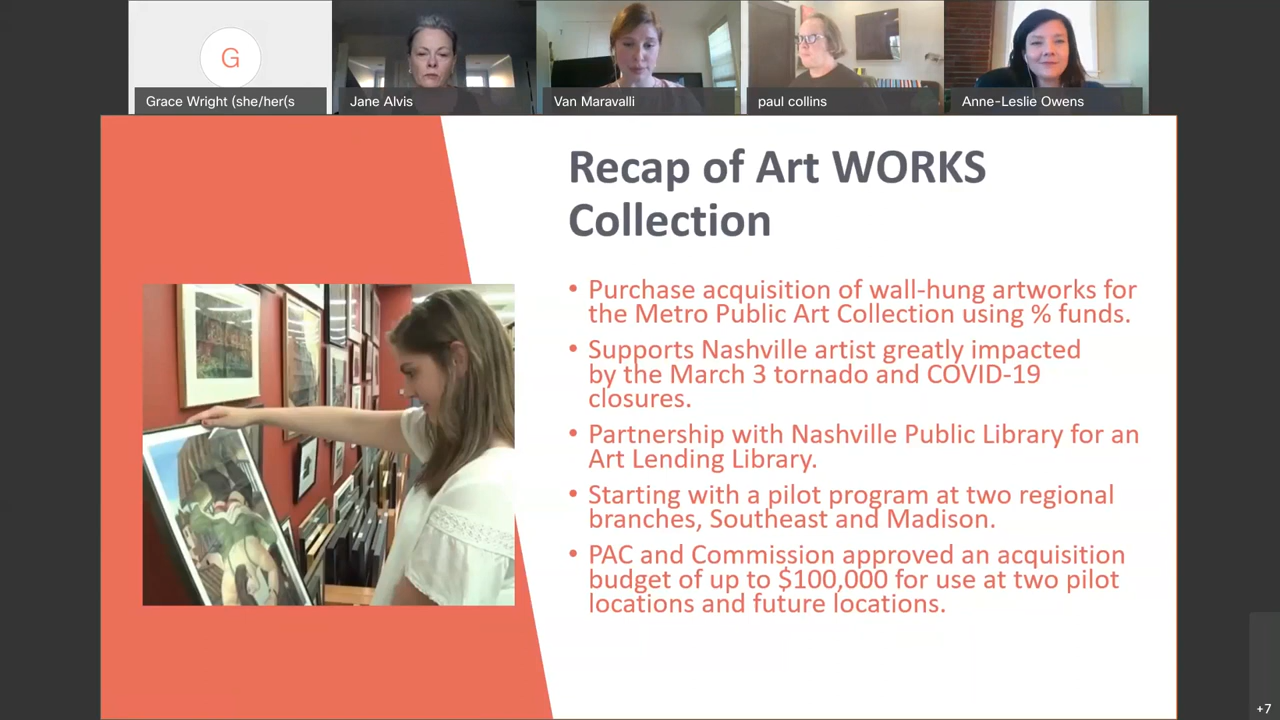 G
Grace Wright (she/her(s
Jane Alvis
Van Maravalli
paul collins
Anne-Leslie Owens
Recap of Art WORKS
Collection
• Purchase acquisition of wall-hung artworks for
the Metro Public Art Collection using % funds.
• Supports Nashville artist greatly impacted
by the March 3 tornado and COVID-19
closures.
• Partnership with Nashville Public Library for an
Art Lending Library.
• Starting with a pilot program at two regional
branches, Southeast and Madison.
• PAC and Commission approved an acquisition
budget of up to $100,000 for use at two pilot
locations and future locations.
+7